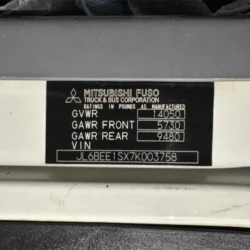 MITSUBISHI FUSO
TRUCK & BUS CORPORATION
RATINGS IN POUNDS AS MANUFACTURED
GVWR 14050
GAWR FRONT 5730
GAWR REAR 9480
VIN
JL6BEE1SX7K003758